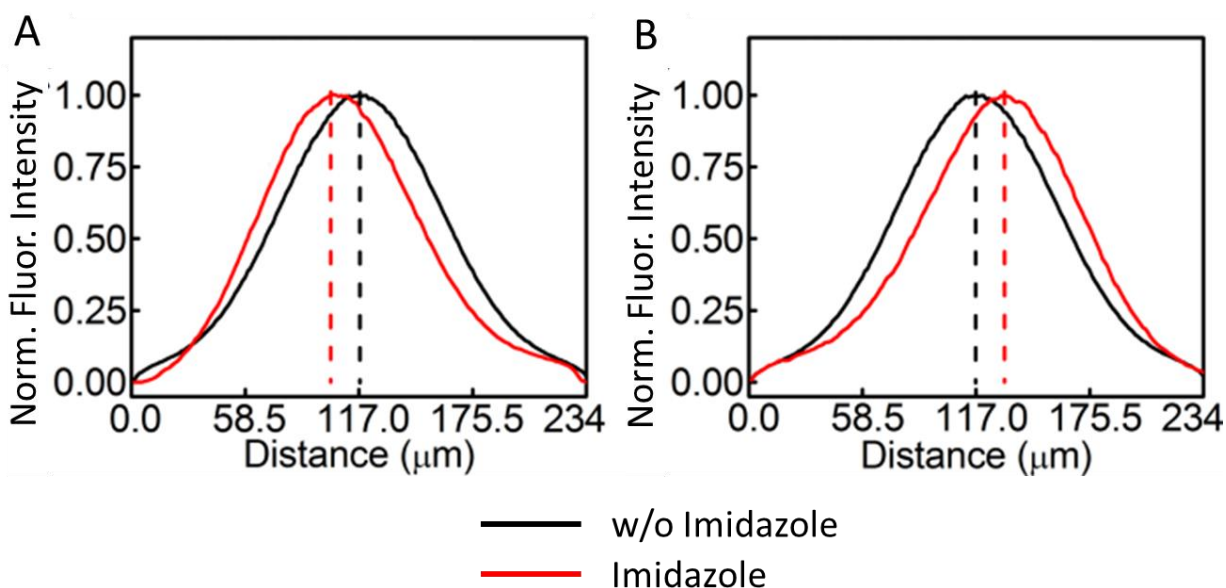 A
Norm. Fluor. Intensity
1.00
0.75
0.50
0.25
0.00
0.0 58.5 117.0 175.5 234
Distance (μm)
B
Norm. Fluor. Intensity
1.00
0.75
0.50
0.25
0.00
0.0 58.5 117.0 175.5 234
Distance (μm)
w/o Imidazole
Imidazole